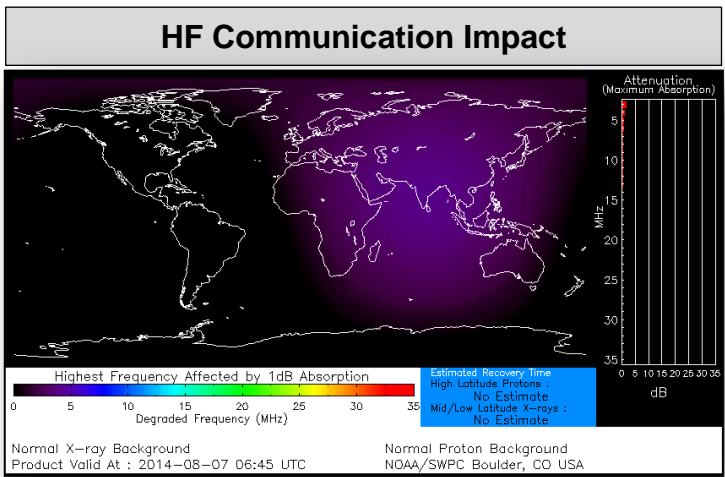 HF Communication Impact
Attenuation
(Maximum Absorption)
5
10
15
20
25
30
35
MHz
0 5 10 15 20 25 30 35
dB
Highest Frequency Affected by 1dB Absorption
0 5 10 15 20 25 30 35
Degraded Frequency (MHz)
Estimated Recovery Time
High Latitude Protons :
No Estimate
Mid/Low Latitude X-rays :
No Estimate
Normal X-ray Background
Product Valid At : 2014-08-07 06:45 UTC
Normal Proton Background
NOAA/SWPC Boulder, CO USA